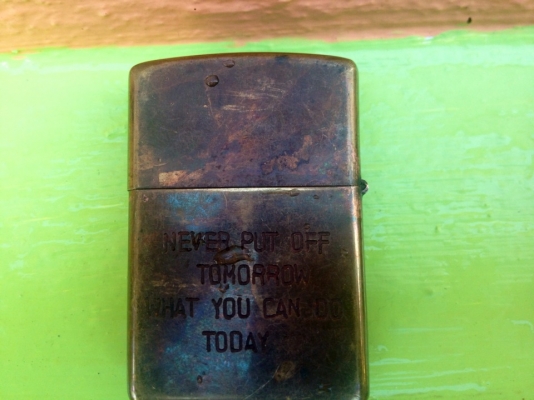 NEVER PUT OFF
TOMORROW
WHAT YOU CAN DO
TODAY